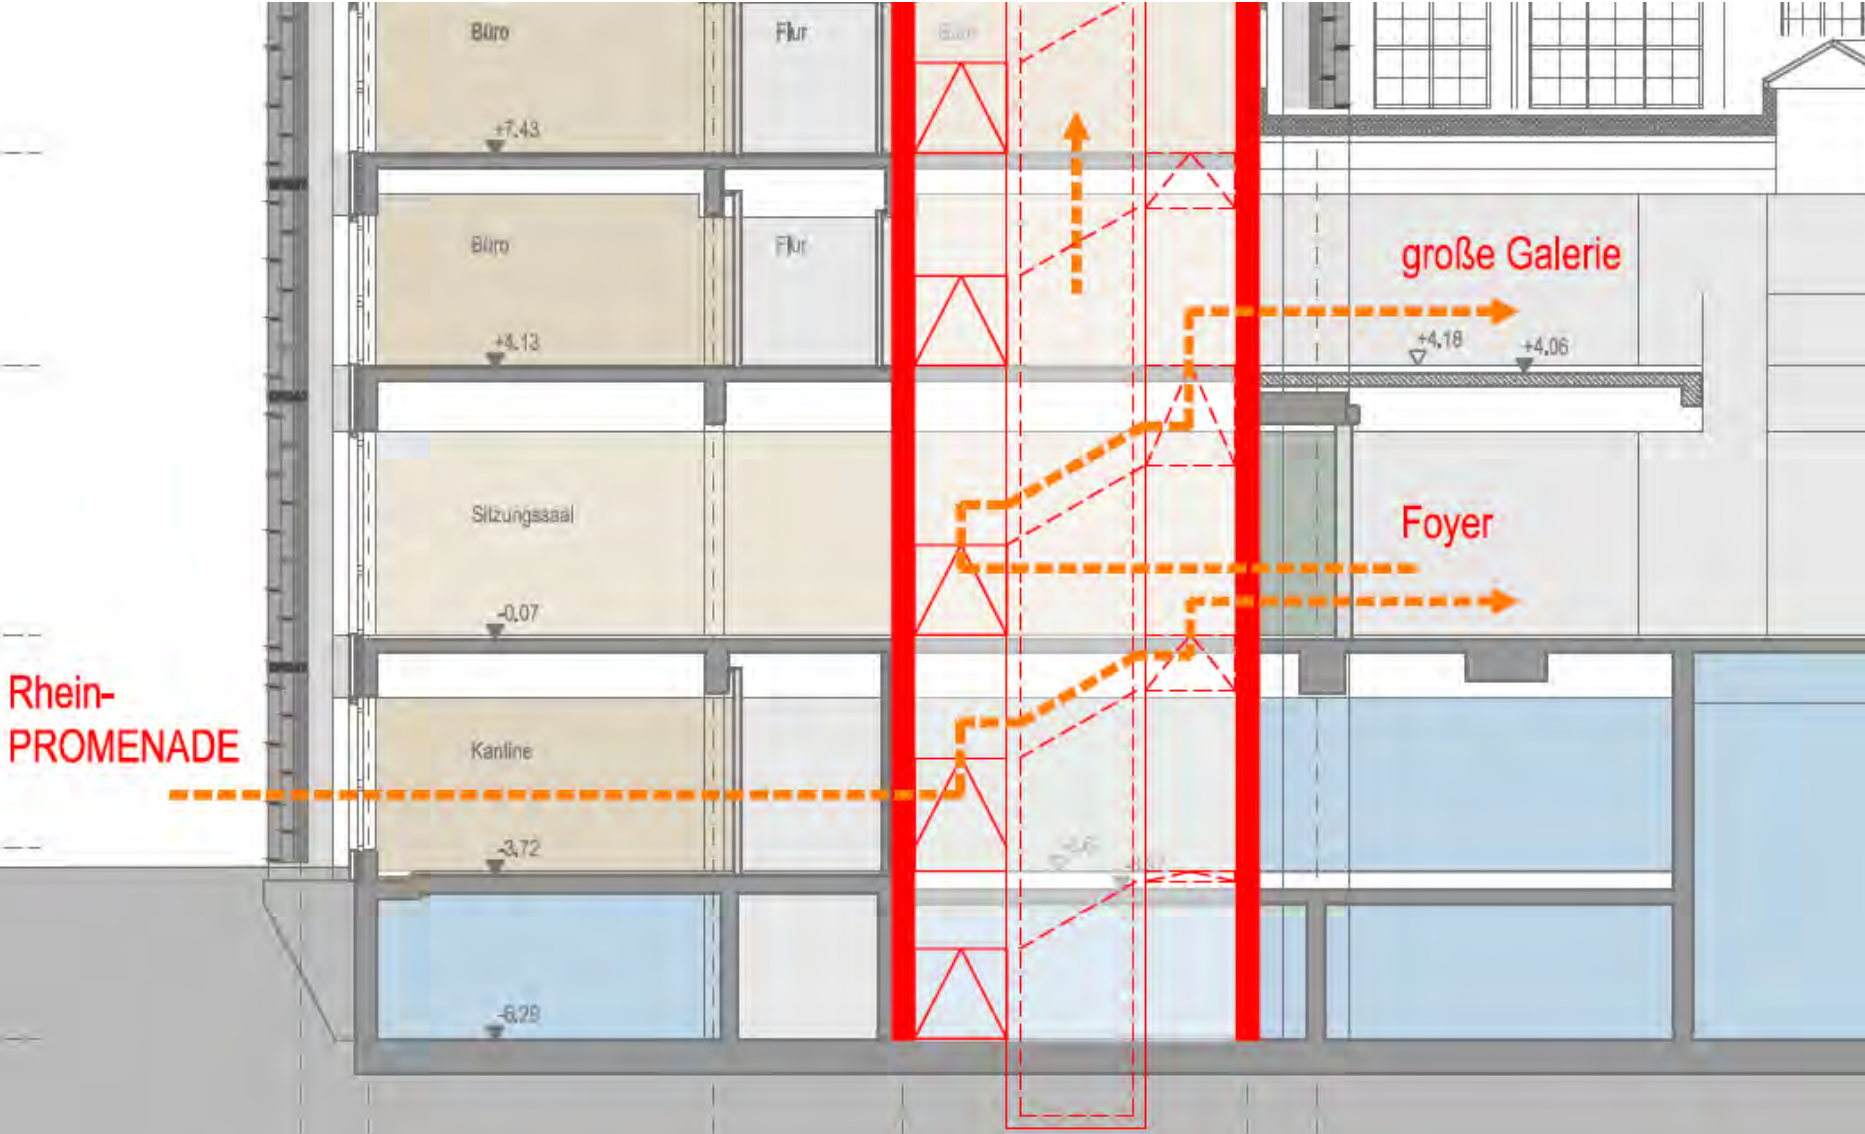 Büro
Flur
Büro
+7.43
Büro
Flur
große Galerie
+4.13
+4.18
+4.06
Sitzungssaal
Foyer
-0.07
Rhein-
PROMENADE
Kantine
-3.72
-6.29